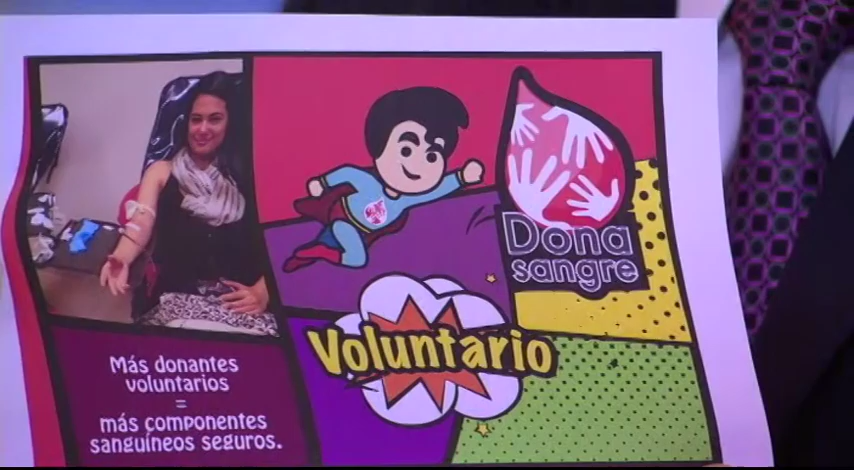 Dona
sangre
Voluntario
Más donantes
voluntarios
=
más componentes
sanguíneos seguros.